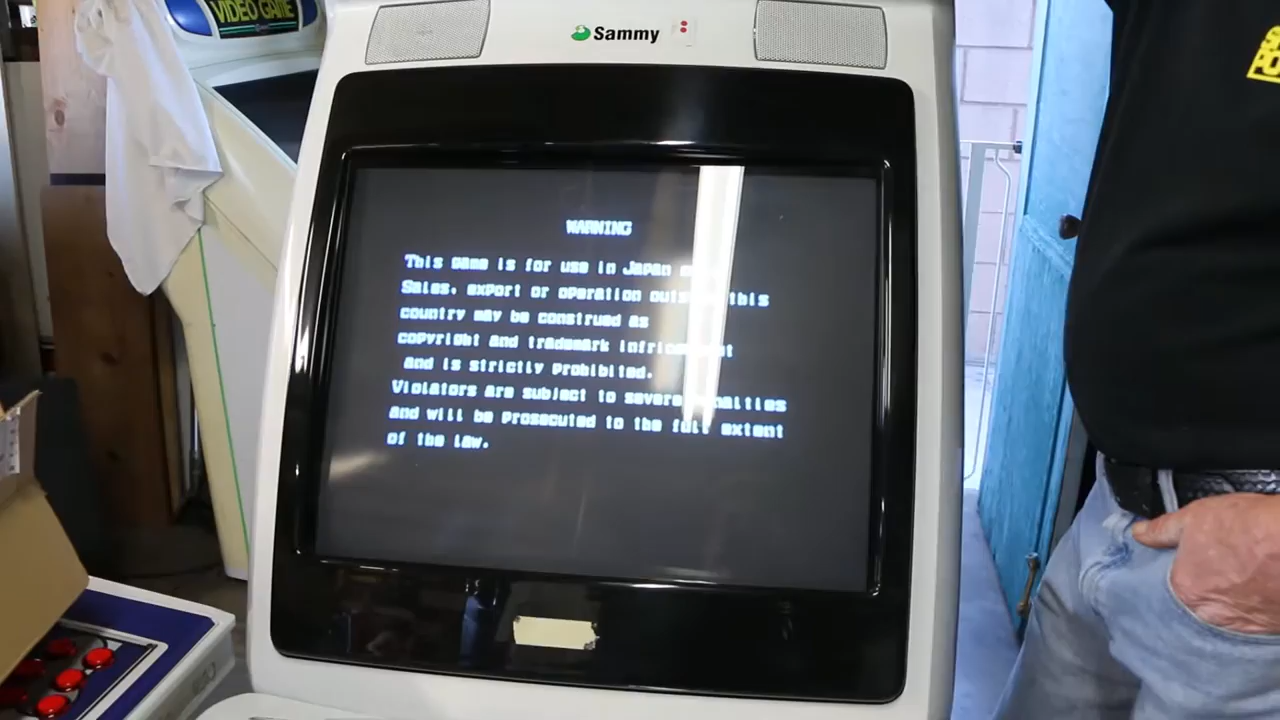 VIDEO GAME
Sammy
WARNING
This game is for use in Japan
Sales, export or operation this
country may be construed as
copyright and trademark
and is strictly prohibited.
Violators are subject to severe
and will be prosecuted to the full extent
of the law.